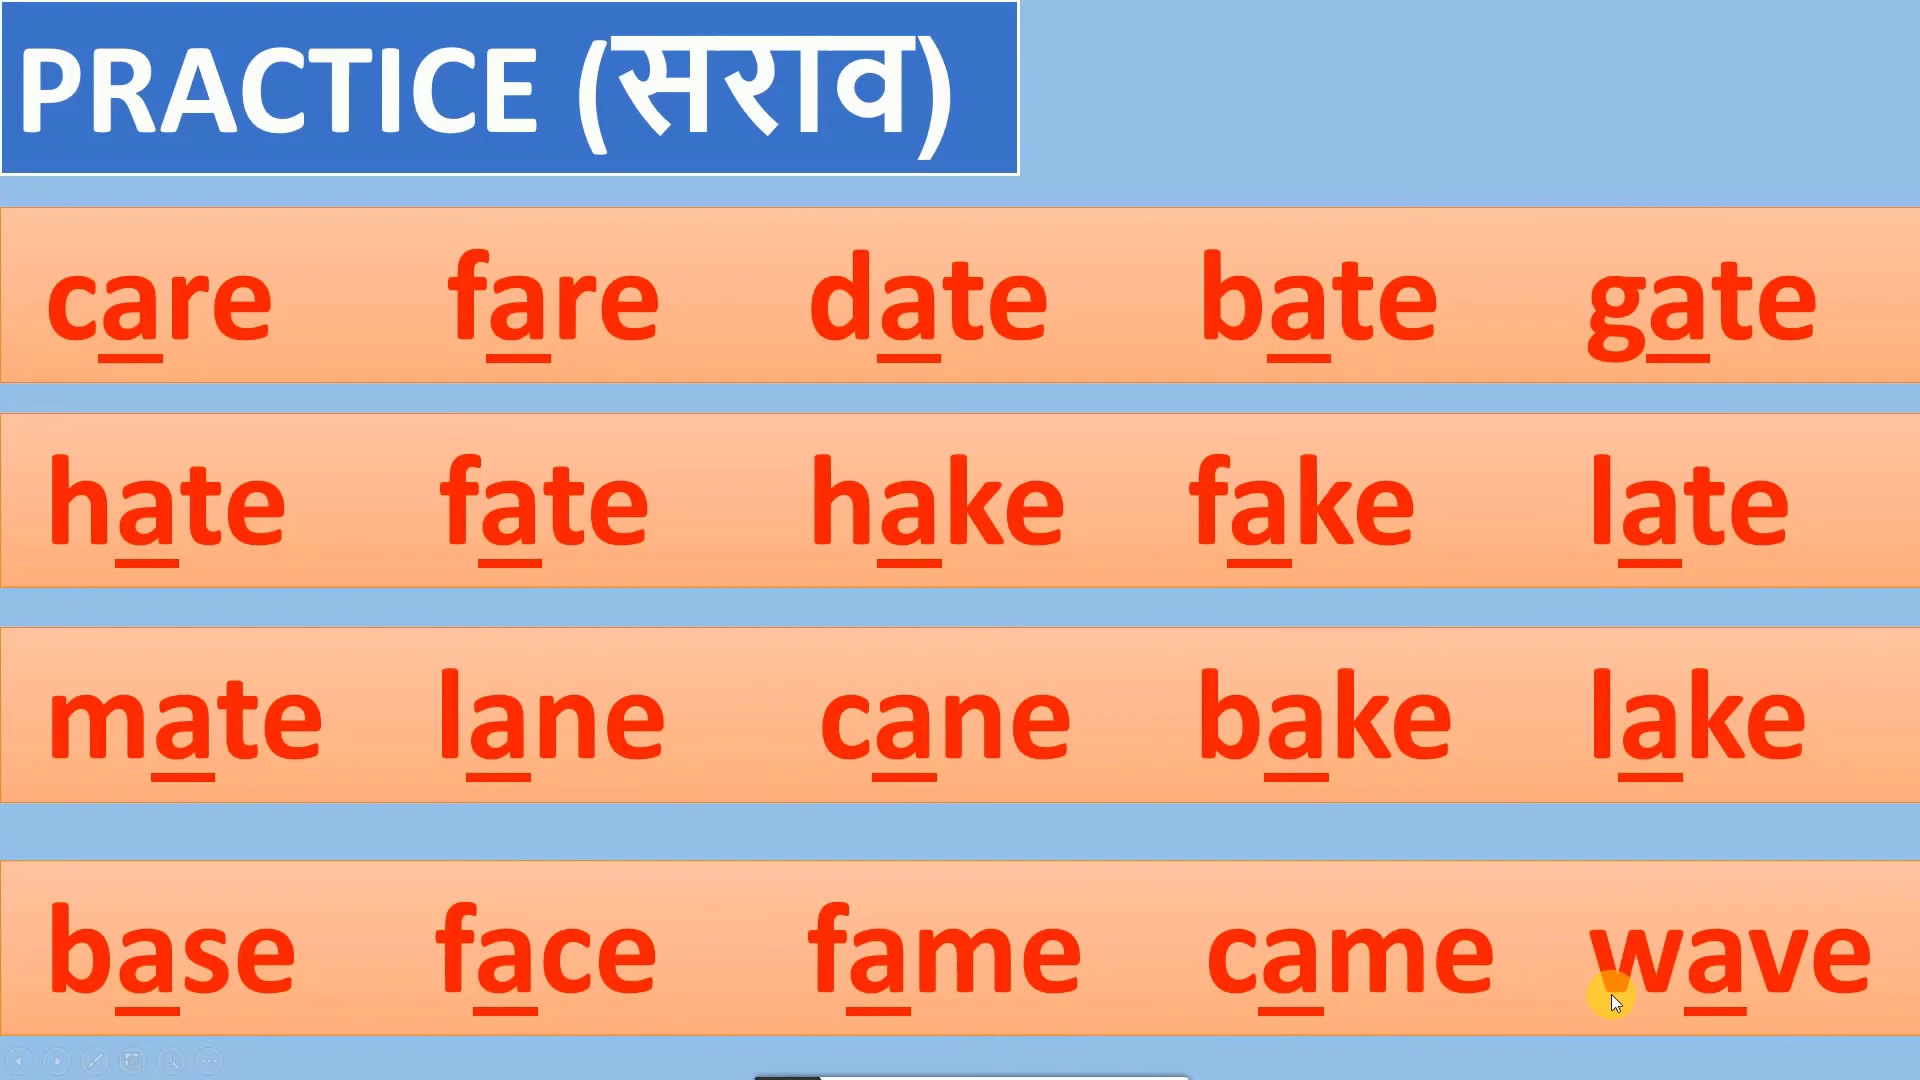 PRACTICE (सराव)
care fare date bate gate
hate fate hake fake late
mate lane cane bake lake
base face fame came wave